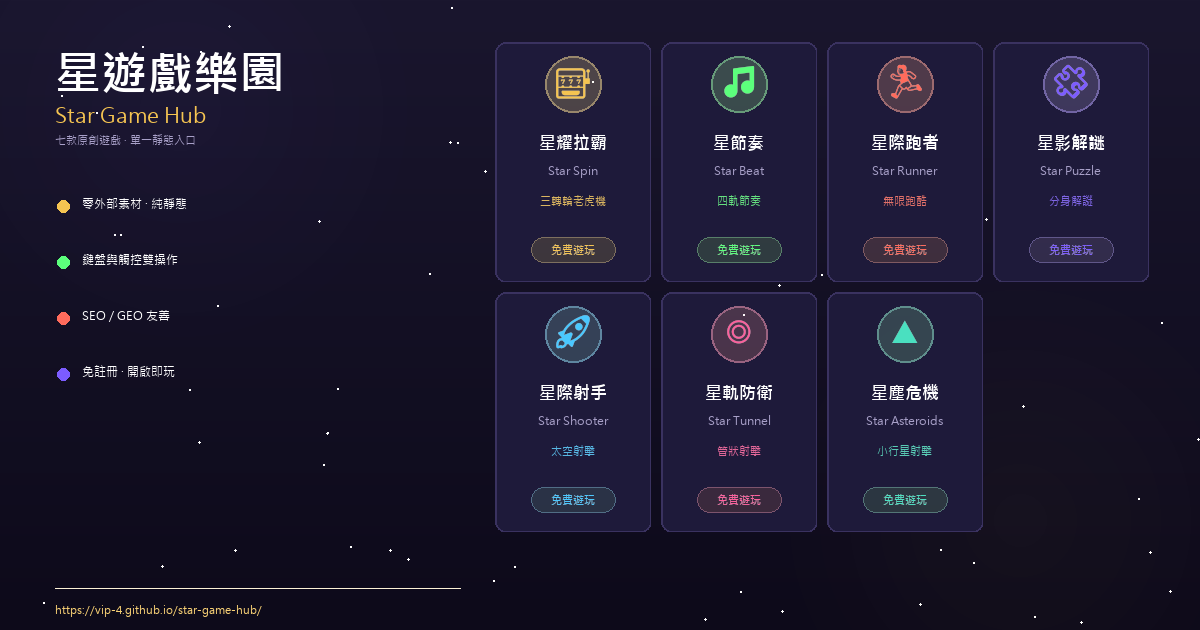 星遊戲樂園
Star Game Hub
七款原創遊戲 · 單一靜態入口
零外部素材 · 純靜態
鍵盤與觸控雙操作
SEO / GEO 友善
免註冊 · 開啟即玩
https://vip-4.github.io/star-game-hub/
???
星耀拉霸
Star Spin
三轉輪老虎機
免費遊玩
星節奏
Star Beat
四軌節奏
免費遊玩
星際跑者
Star Runner
無限跑酷
免費遊玩
星影解謎
Star Puzzle
分身解謎
免費遊玩
星際射手
Star Shooter
太空射擊
免費遊玩
星軌防衛
Star Tunnel
管狀射擊
免費遊玩
星塵危機
Star Asteroids
小行星射擊
免費遊玩